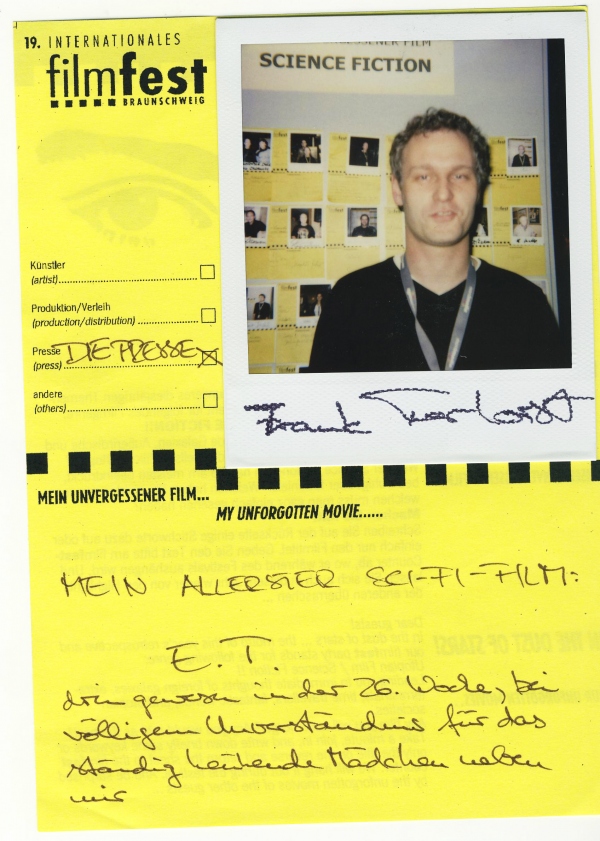 19. INTERNATIONALES
filmfest
BRAUNSCHWEIG
SCIENCE FICTION
Künstler
(artist)
Produktion/Verleih
(production/distribution)
Presse DIE PRESSE
(press)
andere
(others)
Frank
MEIN UNVERGESSENER FILM...
MY UNFORGOTTEN MOVIE......
MEIN ALLERSTER SCI-FI-FILM:
E.T.
drin gewesen in der 26. Woche, bei
völligem Unverständnis für das
ständig heulende Mädchen neben
mir